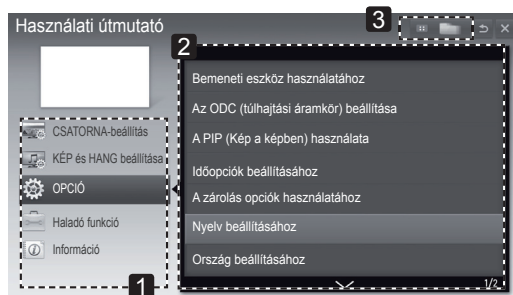 Használati útmutató
3
2
Bemeneti eszköz használatához
Az ODC (túlhajtási áramkör) beállítása
A PIP (Kép a képben) használata
Időopciók beállításához
A zárolás opciók használatához
Nyelv beállításához
Ország beállításához
1/2
CSATORNA-beállítás
KÉP és HANG beállítása
OPCIÓ
Haladó funkció
Információ
1